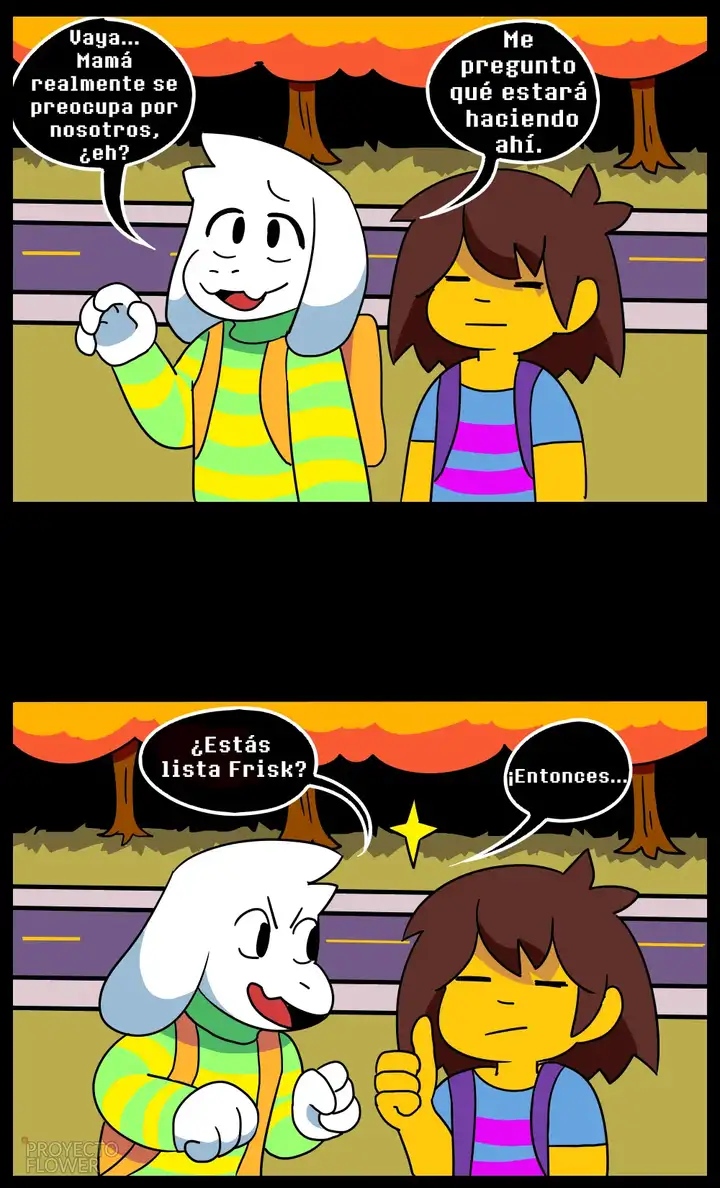 Vaya...
Mamá
realmente se
preocupa por
nosotros,
¿eh?
Me
pregunto
qué estará
haciendo
ahí.
¿Estás
lista Frisk?
¡Entonces...
PROYECTO
FLOWER